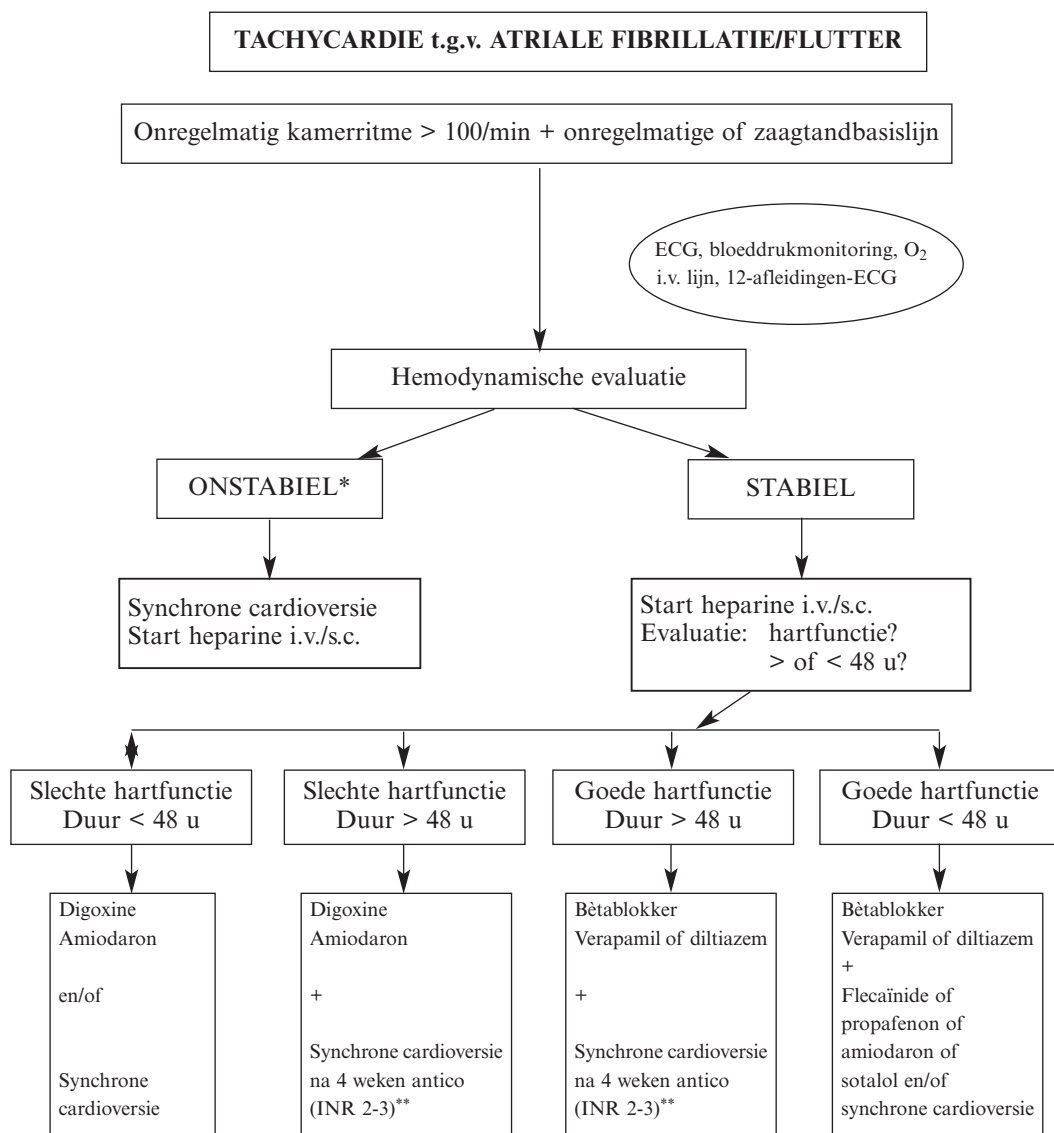 TACHYCARDIE t.g.v. ATRIALE FIBRILLATIE/FLUTTER
Onregelmatig kamerritme > 100/min + onregelmatige of zaagtandbasislijn
ECG, bloeddrukmonitoring, O2
i.v. lijn, 12-afleidingen-ECG
Hemodynamische evaluatie
ONSTABIEL*
STABIEL
Synchrone cardioversie
Start heparine i.v./s.c.
Start heparine i.v./s.c.
Evaluatie: hartfunctie?
> of < 48 u?
Slechte hartfunctie
Duur < 48 u
Slechte hartfunctie
Duur > 48 u
Goede hartfunctie
Duur > 48 u
Goede hartfunctie
Duur < 48 u
Digoxine
Amiodaron
en/of
Synchrone
cardioversie
Digoxine
Amiodaron
+
Synchrone cardioversie
na 4 weken antico
(INR 2-3)**
Bètablokker
Verapamil of diltiazem
+
Synchrone cardioversie
na 4 weken antico
(INR 2-3)**
Bètablokker
Verapamil of diltiazem
+
Flecaïnide of
propafenon of
amiodaron of
sotalol en/of
synchrone cardioversie